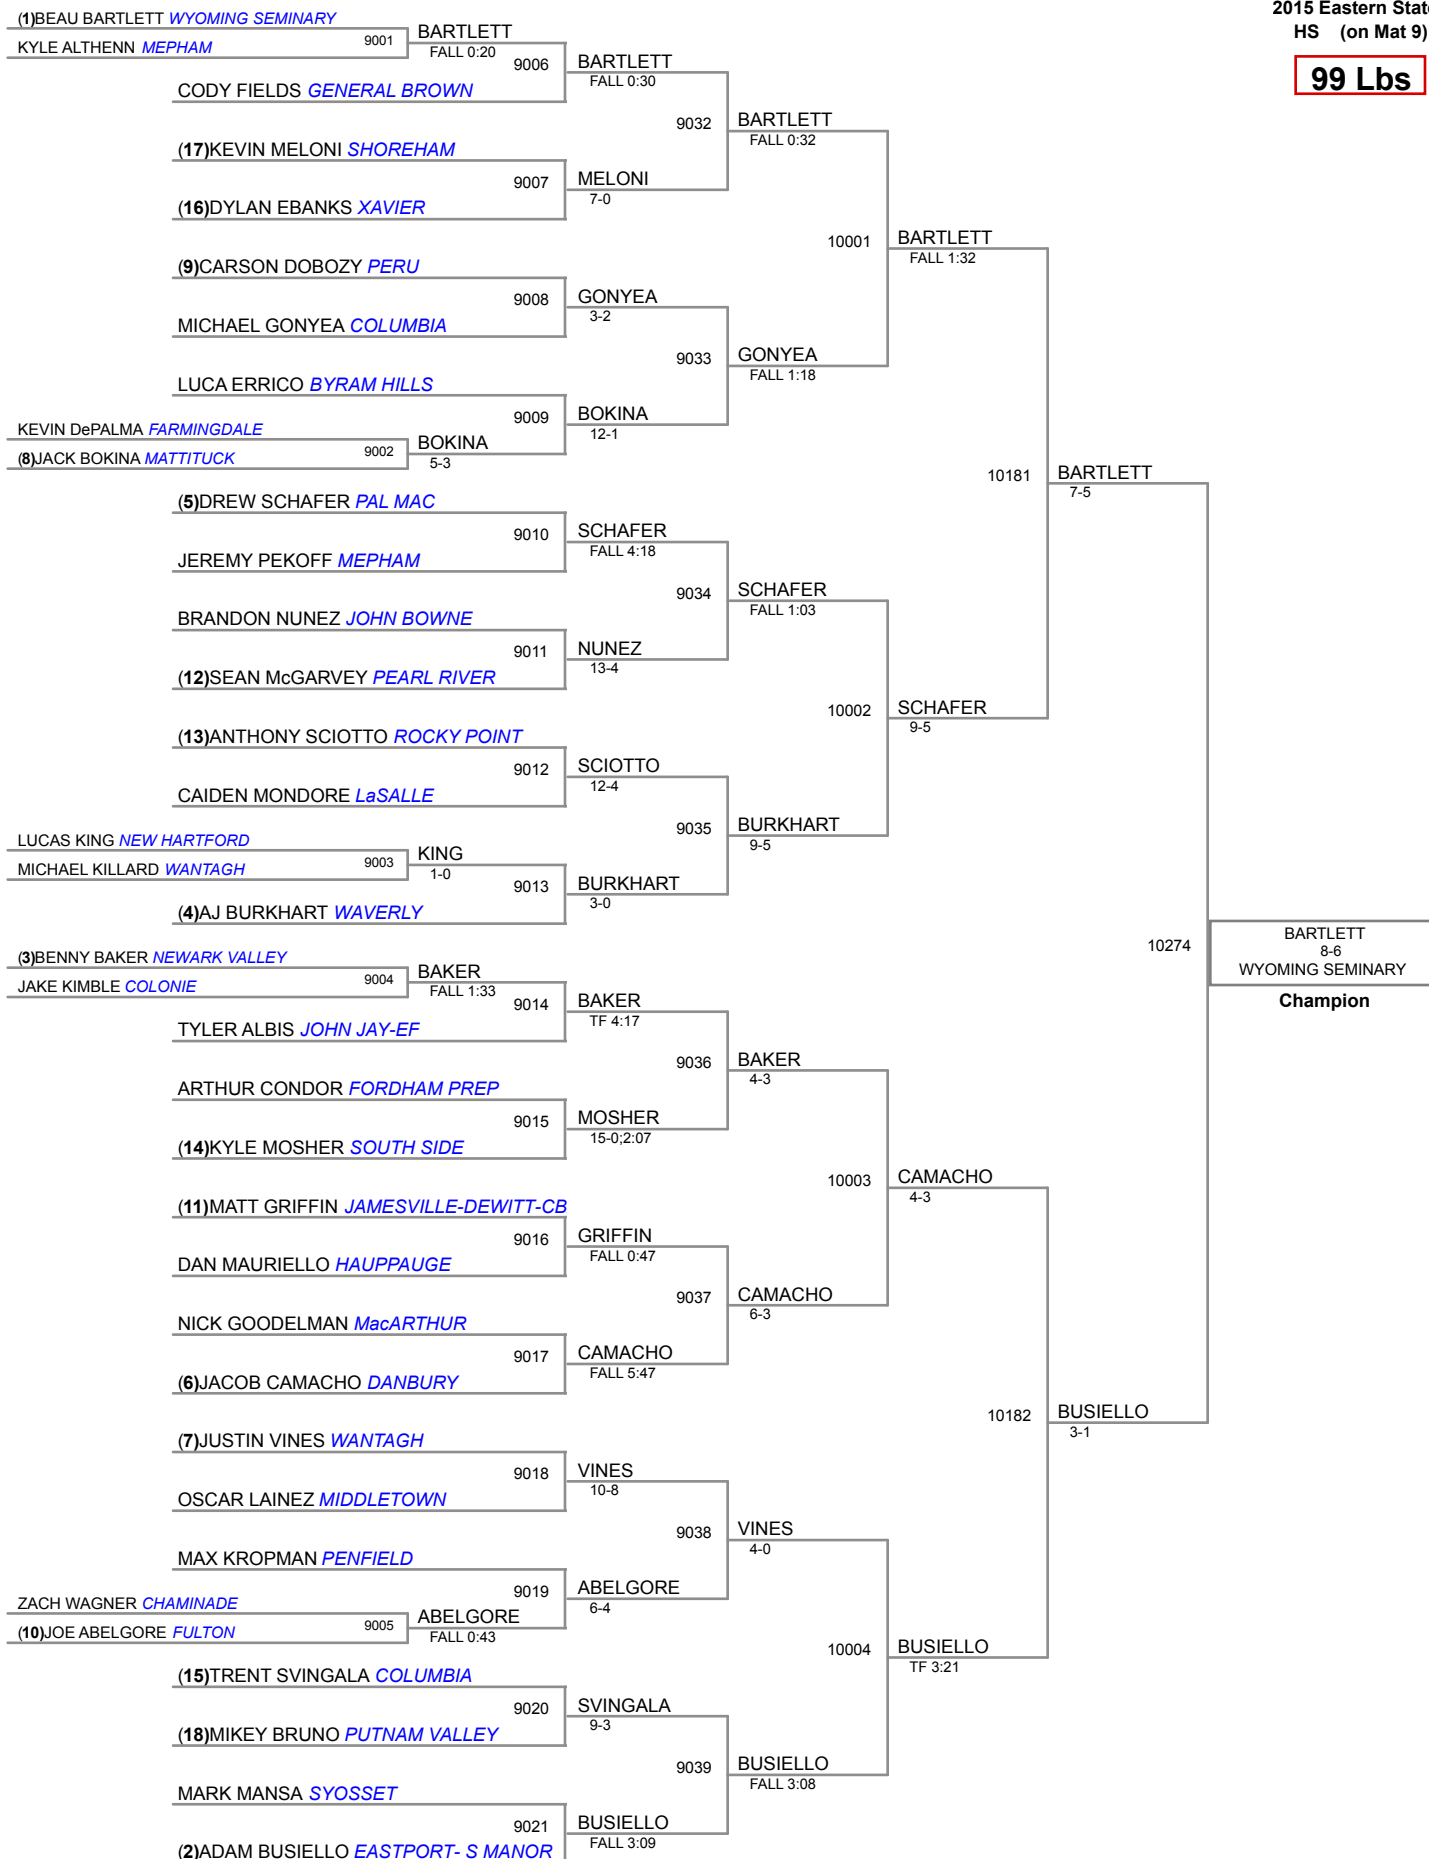 2015 Eastern State
HS (on Mat 9)
99 Lbs
(1)BEAU BARTLETT WYOMING SEMINARY
KYLE ALTHENN MEPHAM
9001
BARTLETT
FALL 0:20
CODY FIELDS GENERAL BROWN
9006
BARTLETT
FALL 0:30
(17)KEVIN MELONI SHOREHAM
(16)DYLAN EBANKS XAVIER
9007
MELONI
7-0
9032
BARTLETT
FALL 0:32
(9)CARSON DOBOZY PERU
MICHAEL GONYEA COLUMBIA
9008
GONYEA
3-2
LUCA ERRICO BYRAM HILLS
KEVIN DePALMA FARMINGDALE
(8)JACK BOKINA MATTITUCK
9002
BOKINA
5-3
9009
BOKINA
12-1
9033
GONYEA
FALL 1:18
10001
BARTLETT
FALL 1:32
(5)DREW SCHAFER PAL MAC
JEREMY PEKOFF MEPHAM
9010
SCHAFER
FALL 4:18
BRANDON NUNEZ JOHN BOWNE
(12)SEAN McGARVEY PEARL RIVER
9011
NUNEZ
13-4
9034
SCHAFER
FALL 1:03
(13)ANTHONY SCIOTTO ROCKY POINT
CAIDEN MONDORE LaSALLE
9012
SCIOTTO
12-4
LUCAS KING NEW HARTFORD
MICHAEL KILLARD WANTAGH
9003
KING
1-0
(4)AJ BURKHART WAVERLY
9013
BURKHART
3-0
9035
BURKHART
9-5
10002
SCHAFER
9-5
10181
BARTLETT
7-5
(3)BENNY BAKER NEWARK VALLEY
JAKE KIMBLE COLONIE
9004
BAKER
FALL 1:33
TYLER ALBIS JOHN JAY-EF
9014
BAKER
TF 4:17
ARTHUR CONDOR FORDHAM PREP
(14)KYLE MOSHER SOUTH SIDE
9015
MOSHER
15-0;2:07
9036
BAKER
4-3
(11)MATT GRIFFIN JAMESVILLE-DEWITT-CB
DAN MAURIELLO HAUPPAUGE
9016
GRIFFIN
FALL 0:47
NICK GOODELMAN MacARTHUR
(6)JACOB CAMACHO DANBURY
9017
CAMACHO
FALL 5:47
9037
CAMACHO
6-3
10003
CAMACHO
4-3
(7)JUSTIN VINES WANTAGH
OSCAR LAINEZ MIDDLETOWN
9018
VINES
10-8
MAX KROPMAN PENFIELD
ZACH WAGNER CHAMINADE
(10)JOE ABELGORE FULTON
9005
ABELGORE
FALL 0:43
9019
ABELGORE
6-4
9038
VINES
4-0
(15)TRENT SVINGALA COLUMBIA
(18)MIKEY BRUNO PUTNAM VALLEY
9020
SVINGALA
9-3
MARK MANSA SYOSSET
(2)ADAM BUSIELLO EASTPORT- S MANOR
9021
BUSIELLO
FALL 3:09
9039
BUSIELLO
FALL 3:08
10004
BUSIELLO
TF 3:21
10182
BUSIELLO
3-1
10274
BARTLETT
8-6
WYOMING SEMINARY
Champion